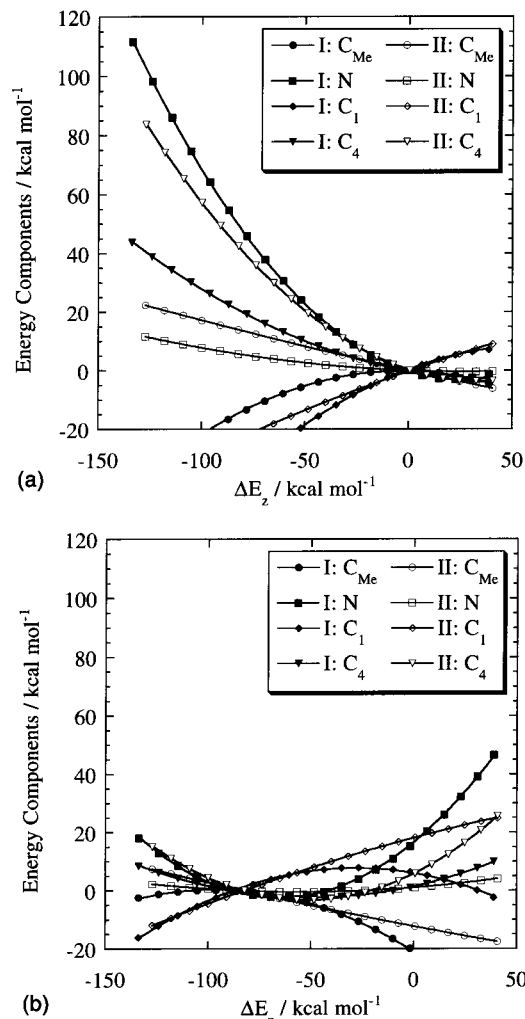 120
100
80
60
40
20
0
-20
Energy Components / kcal mol⁻¹
I: C_Me II: C_Me
I: N II: N
I: C₁ II: C₁
I: C₄ II: C₄
-150 -100 -50 0 50
(a)
ΔE_z / kcal mol⁻¹
120
100
80
60
40
20
0
-20
Energy Components / kcal mol⁻¹
I: C_Me II: C_Me
I: N II: N
I: C₁ II: C₁
I: C₄ II: C₄
-150 -100 -50 0 50
(b)
ΔE_z / kcal mol⁻¹